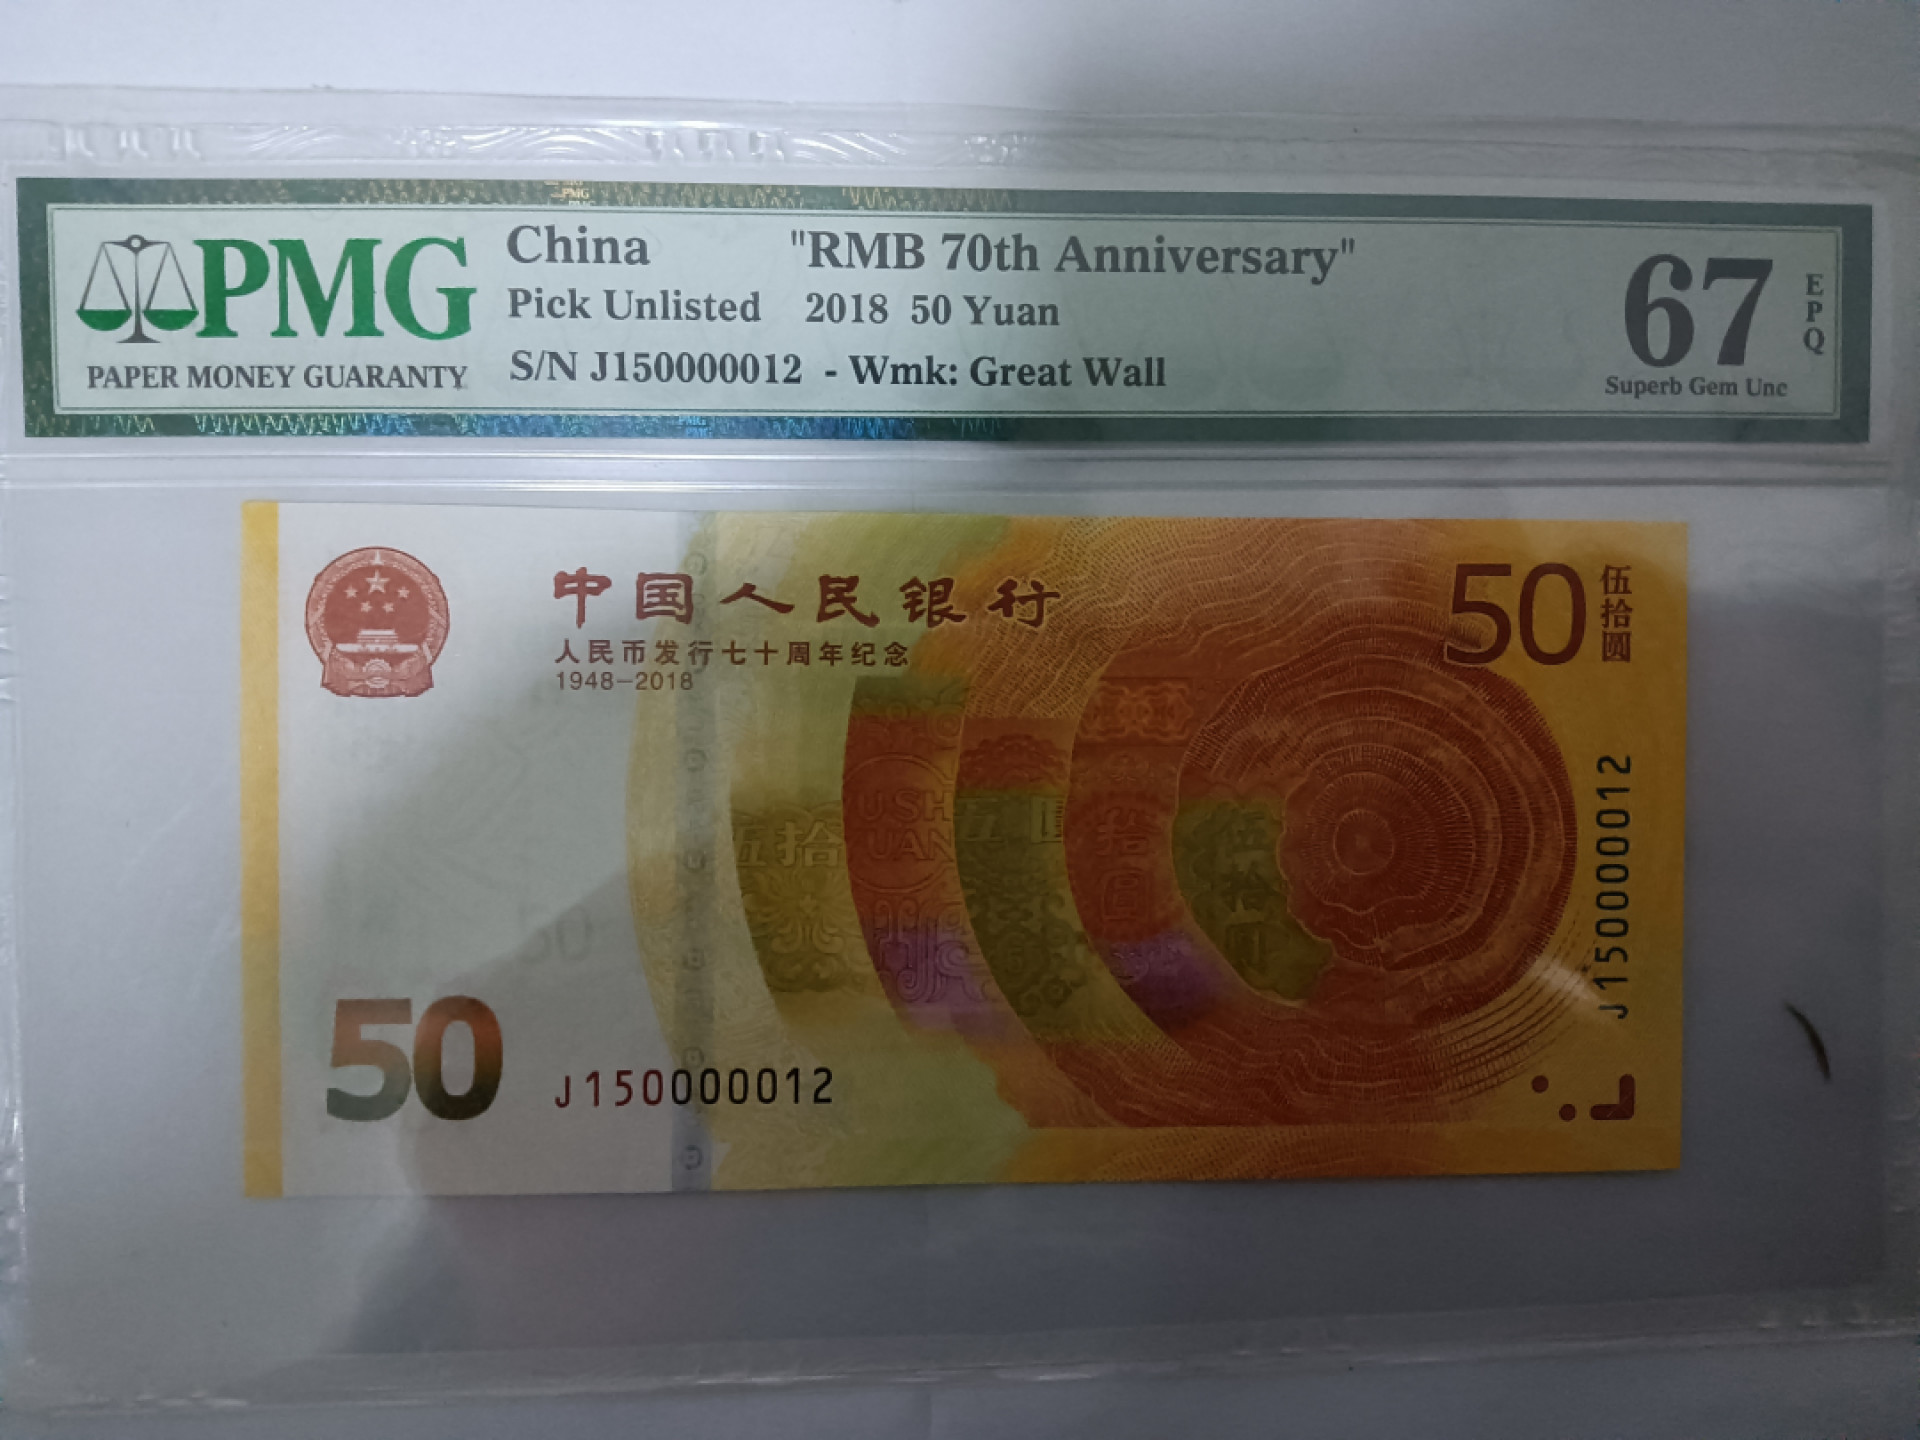 PMG
PAPER MONEY GUARANTY
China "RMB 70th Anniversary"
Pick Unlisted 2018 50 Yuan
S/N J150000012 - Wmk: Great Wall
67
EPQ
Superb Gem Unc
中国人民银行
人民币发行七十周年纪念
1948-2018
50
伍拾圆
J150000012
50
J150000012